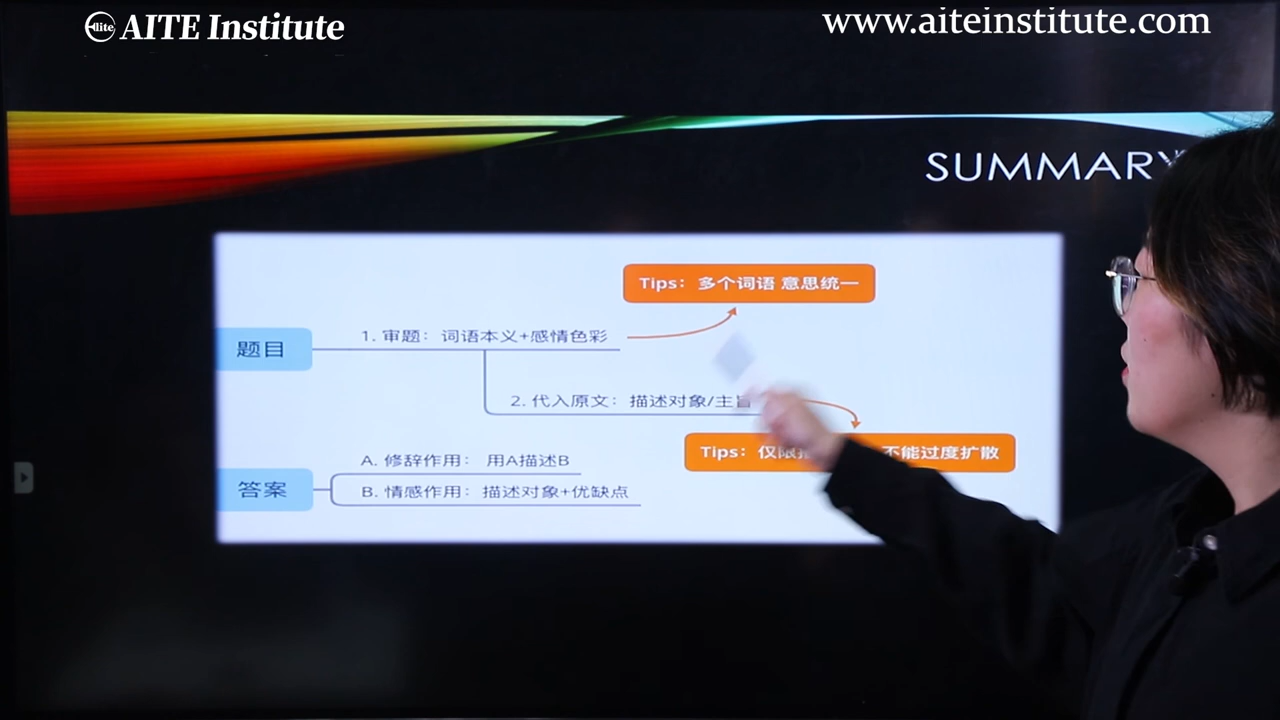 elite AITE Institute
www.aiteinstitute.com
SUMMARY
Tips：多个词语 意思统一
题目
1. 审题：词语本义+感情色彩
2. 代入原文：描述对象/主旨
Tips：仅限 不能过度扩散
答案
A. 修辞作用： 用A描述B
B. 情感作用：描述对象+优缺点